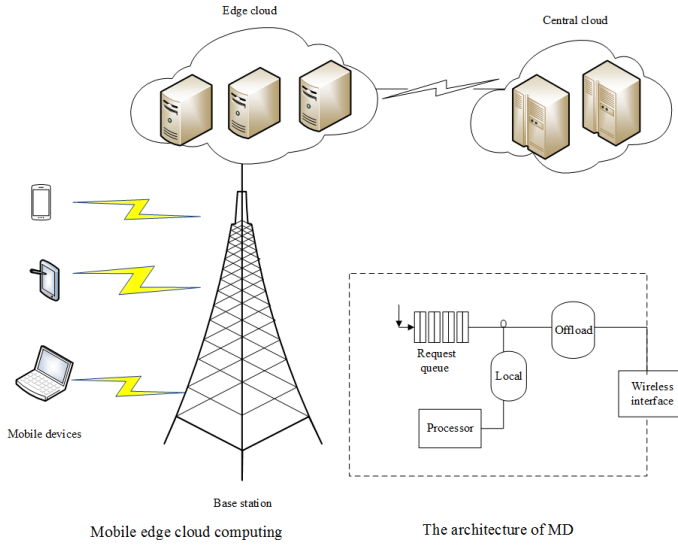 Edge cloud
Central cloud
Request
queue
Offload
Local
Wireless
interface
Processor
Mobile devices
Base station
Mobile edge cloud computing
The architecture of MD